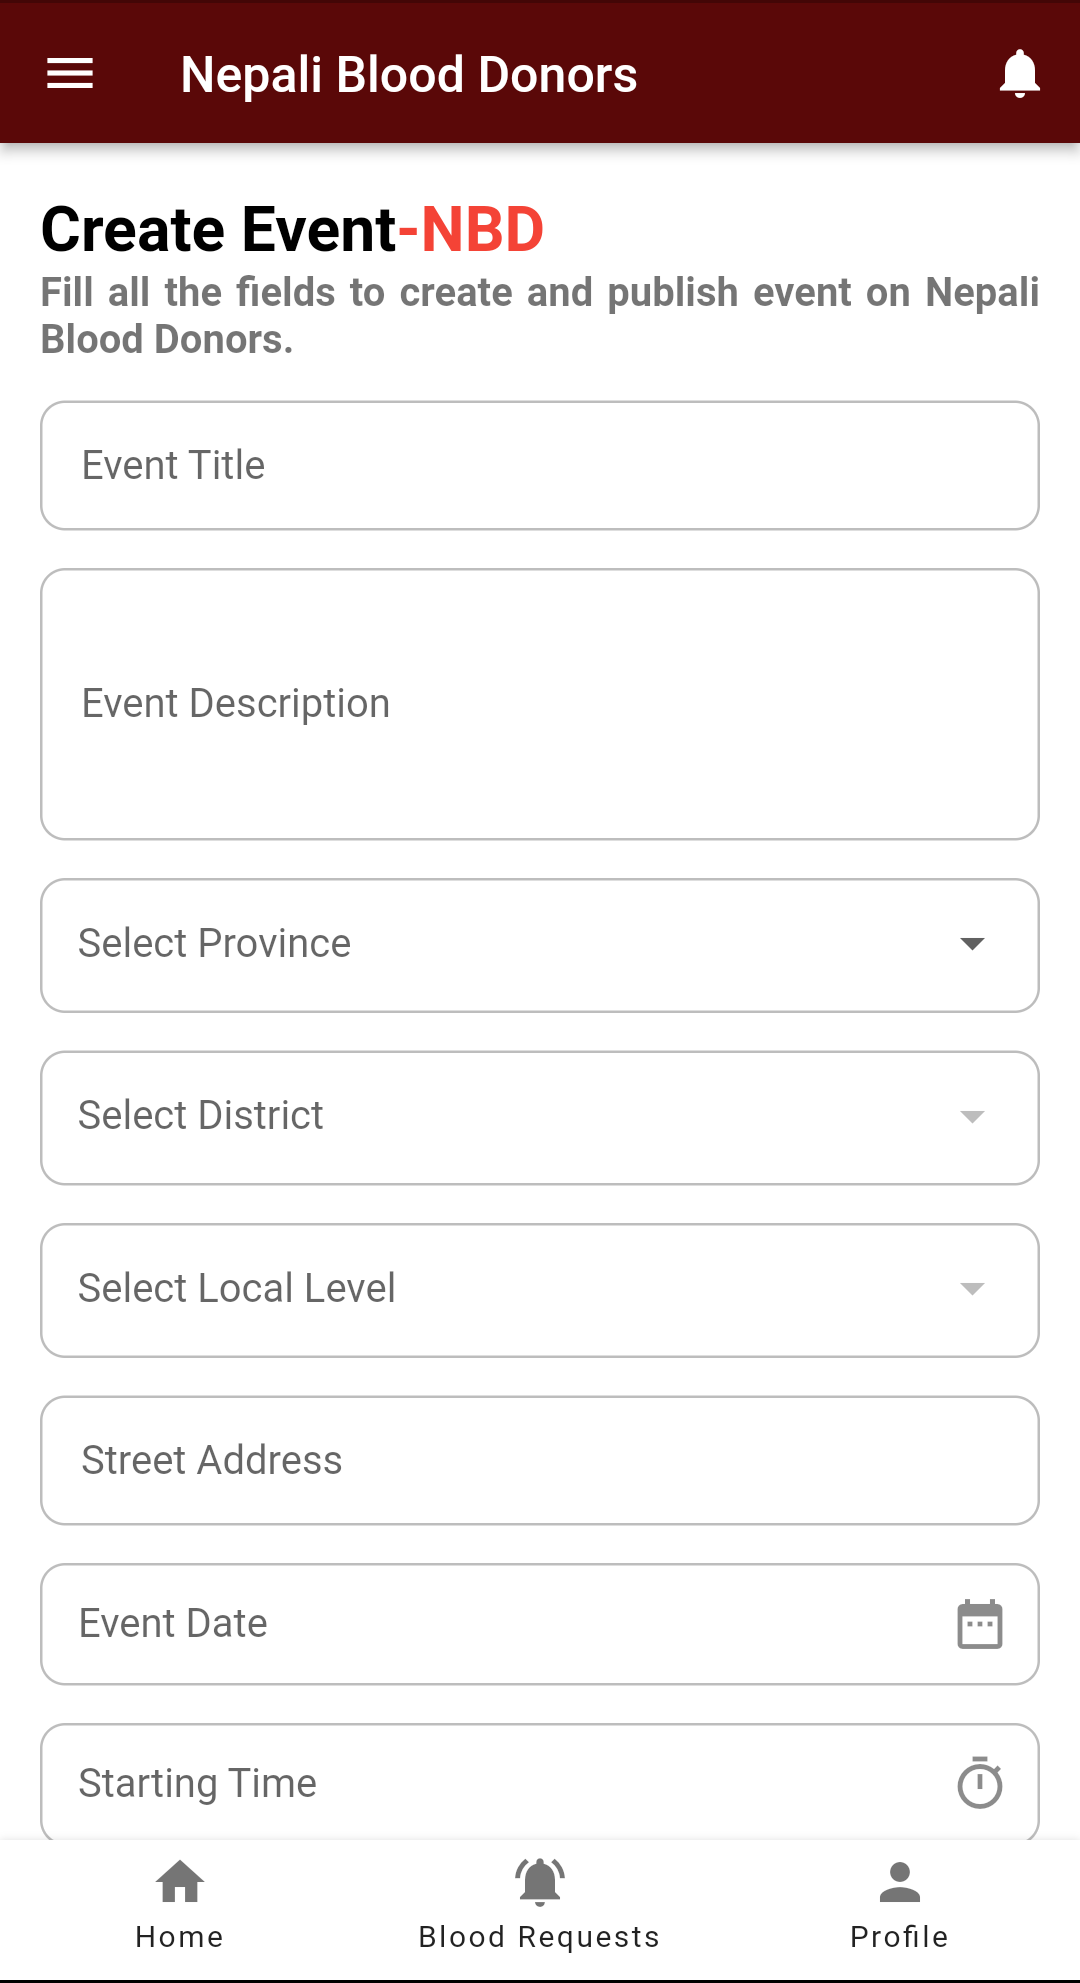 Nepali Blood Donors
Create Event-NBD
Fill all the fields to create and publish event on Nepali
Blood Donors.
Event Title
Event Description
Select Province
Select District
Select Local Level
Street Address
Event Date
Starting Time
Home
Blood Requests
Profile